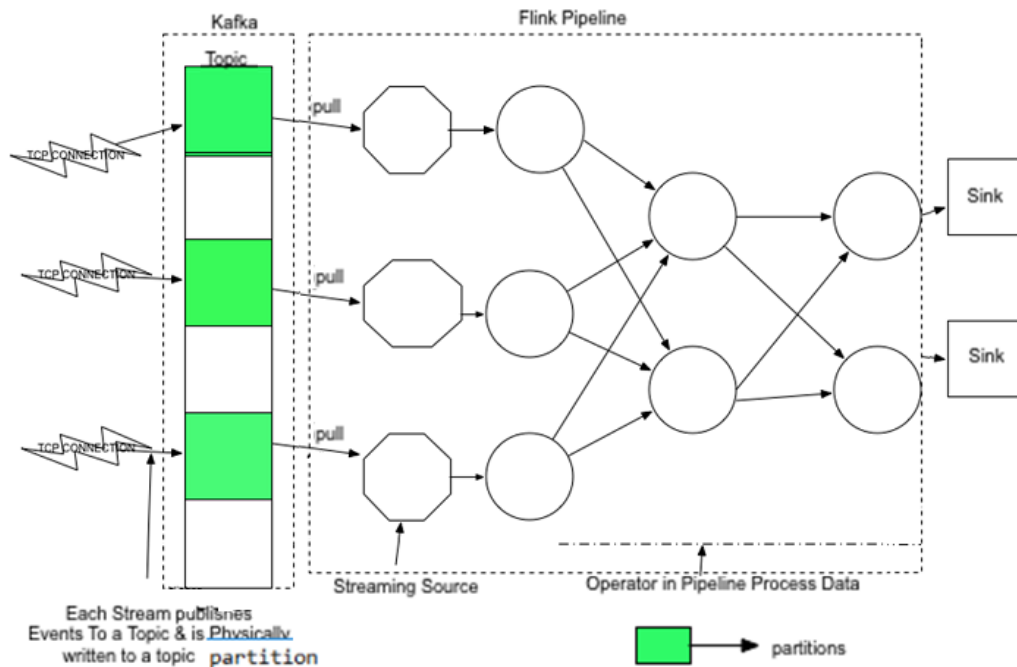 Kafka
Flink Pipeline
Topic
pull
TCP CONNECTION
Sink
pull
TCP CONNECTION
Sink
pull
TCP CONNECTION
Streaming Source
Operator in Pipeline Process Data
Each Stream publishes
Events To a Topic & is Physically
written to a topic partition
partitions